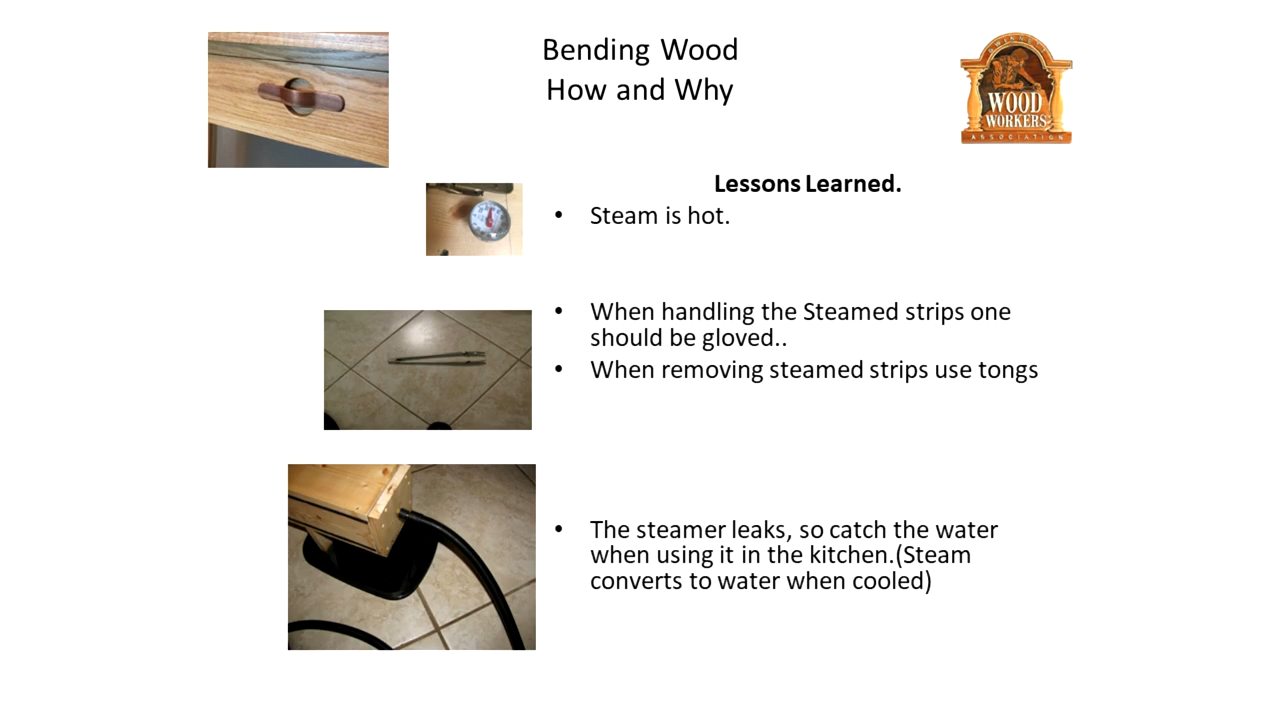 Bending Wood
How and Why
WOOD
WORKERS
ASSOCIATION
Lessons Learned.
• Steam is hot.
• When handling the Steamed strips one
should be gloved..
• When removing steamed strips use tongs
• The steamer leaks, so catch the water
when using it in the kitchen.(Steam
converts to water when cooled)